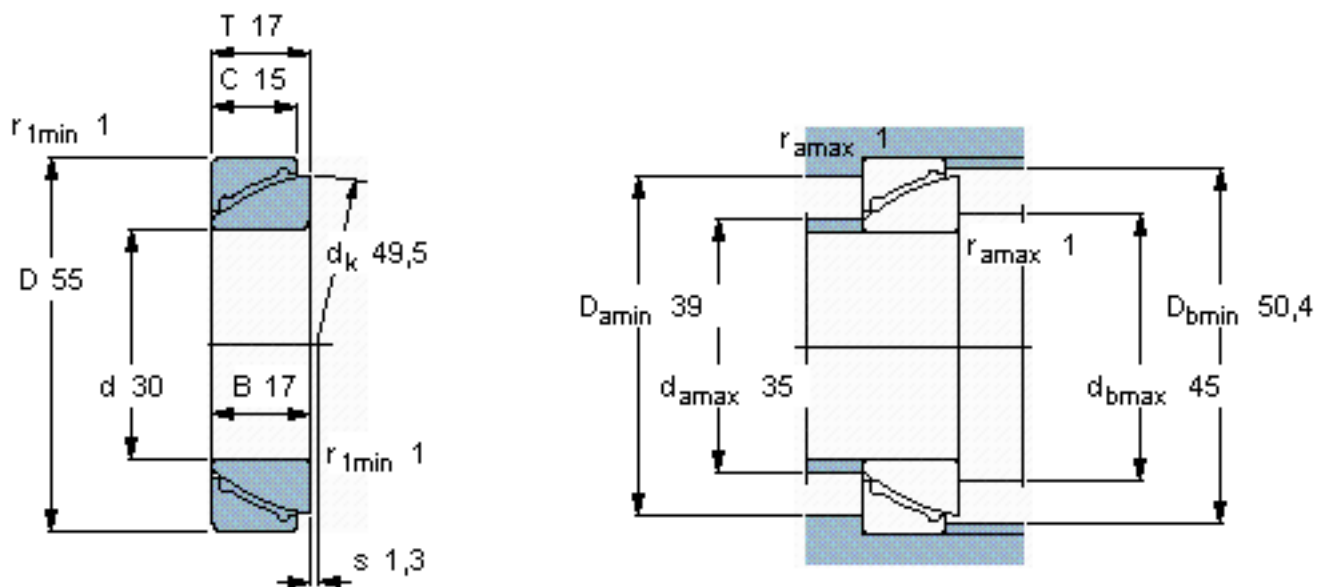 T 17
C 15
r1min 1
D 55
d 30
B 17
dk 49,5
r1min 1
s 1,3
ramax 1
ramax 1
Damin 39
damax 35
Dbmin 50,4
dbmax 45